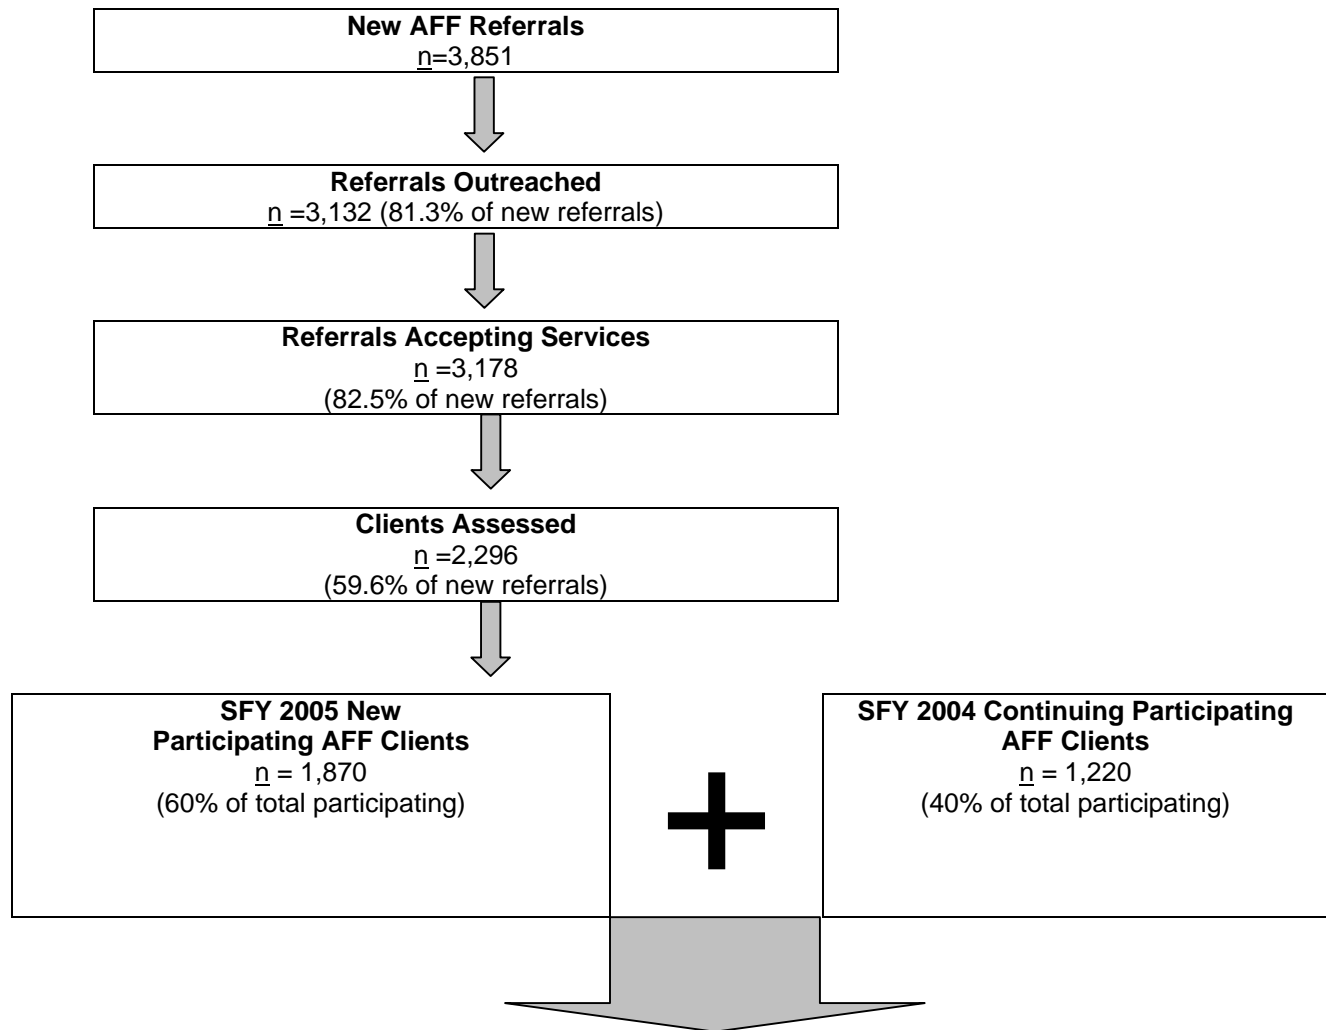 New AFF Referrals
n=3,851
Referrals Outreached
n =3,132 (81.3% of new referrals)
Referrals Accepting Services
n =3,178
(82.5% of new referrals)
Clients Assessed
n =2,296
(59.6% of new referrals)
SFY 2005 New
Participating AFF Clients
n = 1,870
(60% of total participating)
SFY 2004 Continuing Participating
AFF Clients
n = 1,220
(40% of total participating)